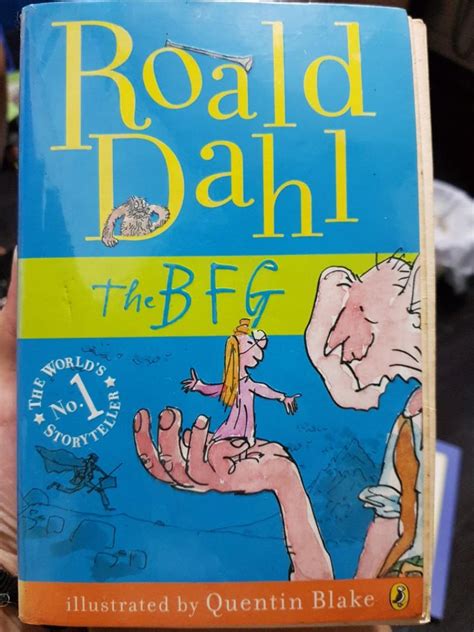 Roald
Dahl
the BFG
THE WORLD'S
No. 1
STORYTELLER
illustrated by Quentin Blake